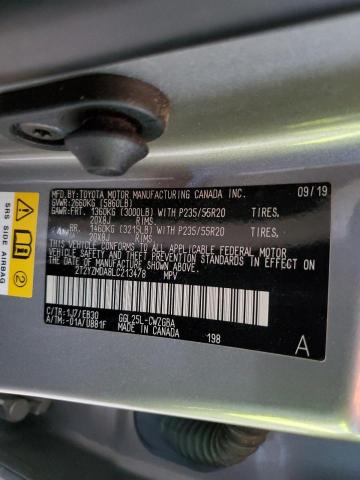 MFD.BY:TOYOTA MOTOR MANUFACTURING CANADA INC. 09/19
GVWR:2660KG (5860LB)
GAWR:FRT. 1360KG (3000LB) WITH P235/55R20 TIRES,
20X8J RIMS
RR. 1460KG (3215LB) WITH P235/55R20 TIRES,
20X8J RIMS
THIS VEHICLE CONFORMS TO ALL APPLICABLE FEDERAL MOTOR
VEHICLE SAFETY AND THEFT PREVENTION STANDARDS IN
EFFECT ON THE DATE OF MANUFACTURE SHOWN ABOVE.
2T2YZMDA8LC213478 MPV
C/TR:1J7/EB30 GGL25L-CWZGBA
A/TM:-01A/U881F MADE IN CANADA
198 A
SRS SIDE AIRBAG
2